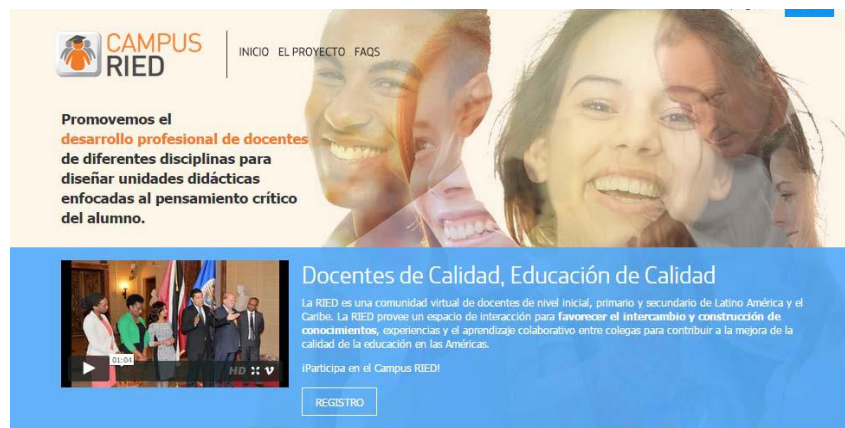 CAMPUS
RIED
INICIO EL PROYECTO FAQS
Promovemos el
desarrollo profesional de docentes
de diferentes disciplinas para
diseñar unidades didácticas
enfocadas al pensamiento crítico
del alumno.
Docentes de Calidad, Educación de Calidad
La RIED es una comunidad virtual de docentes de nivel inicial, primario y secundario de Latino América y el
Caribe. La RIED provee un espacio de interacción para favorecer el intercambio y construcción de
conocimientos, experiencias y el aprendizaje colaborativo entre colegas para contribuir a la mejora de la
calidad de la educación en las Américas.
¡Participa en el Campus RIED!
REGISTRO
01:04
HD